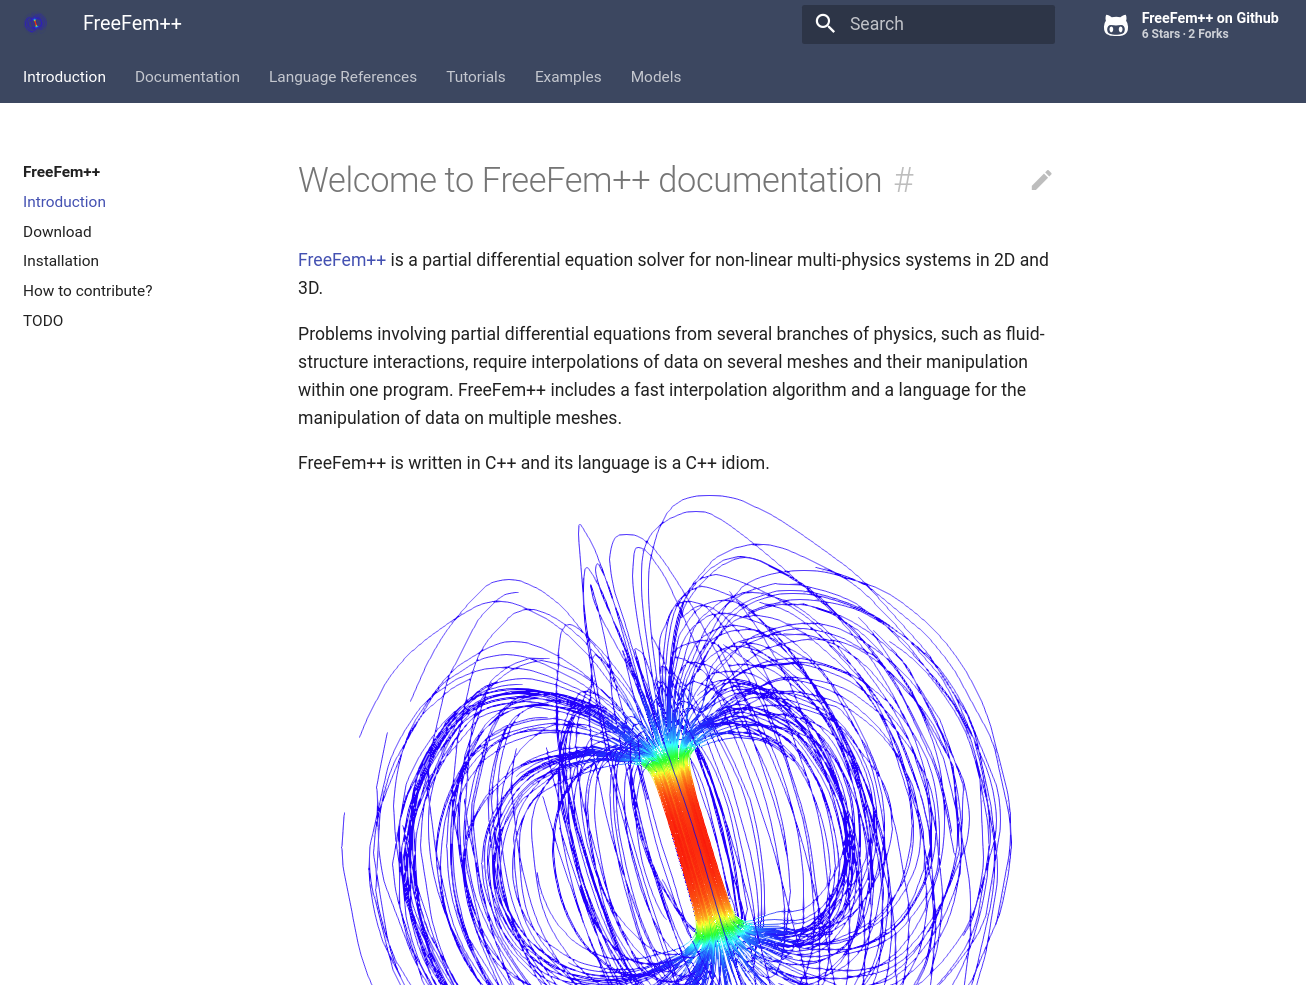 FreeFem++
Search
FreeFem++ on Github
6 Stars · 2 Forks
Introduction Documentation Language References Tutorials Examples Models
FreeFem++
Introduction
Download
Installation
How to contribute?
TODO
Welcome to FreeFem++ documentation #
FreeFem++ is a partial differential equation solver for non-linear multi-physics systems in 2D and
3D.
Problems involving partial differential equations from several branches of physics, such as fluid-
structure interactions, require interpolations of data on several meshes and their manipulation
within one program. FreeFem++ includes a fast interpolation algorithm and a language for the
manipulation of data on multiple meshes.
FreeFem++ is written in C++ and its language is a C++ idiom.